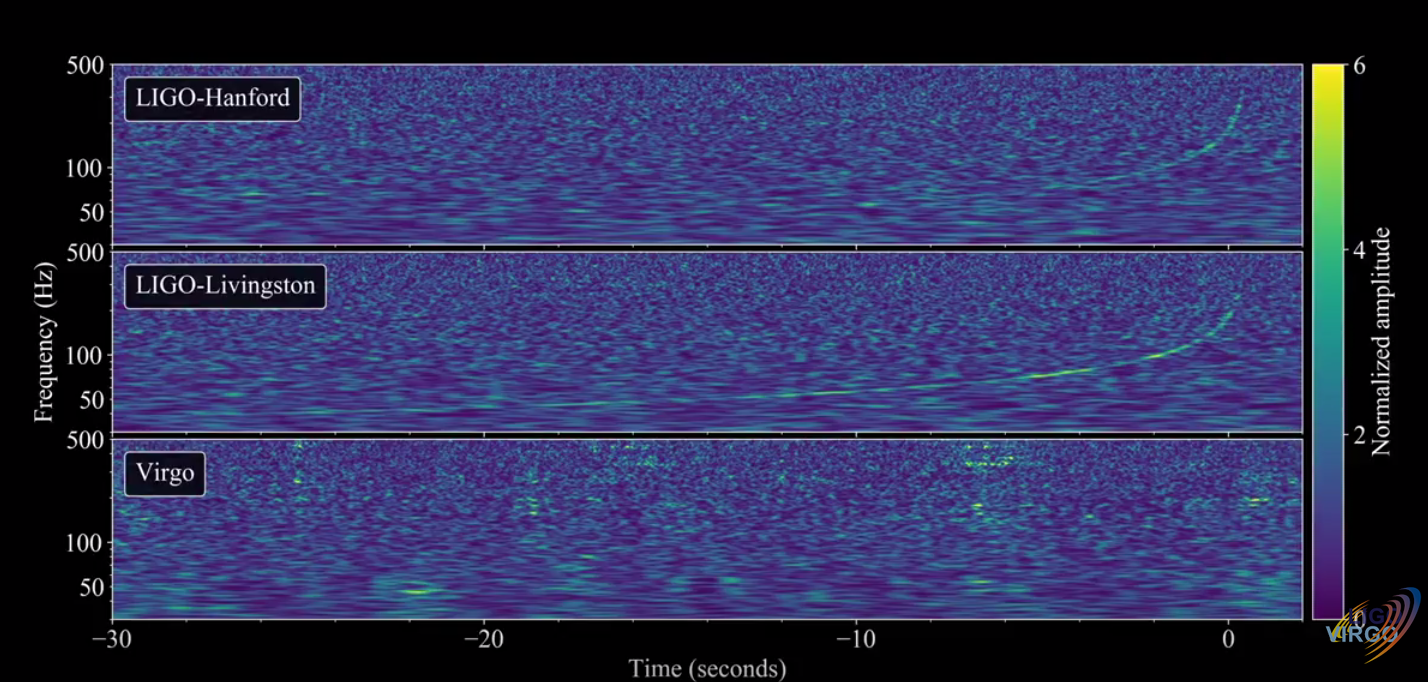 500
LIGO-Hanford
100
50
500
LIGO-Livingston
100
50
500
Virgo
100
50
Frequency (Hz)
−30
−20
−10
0
Time (seconds)
6
4
2
Normalized amplitude
VIRGO